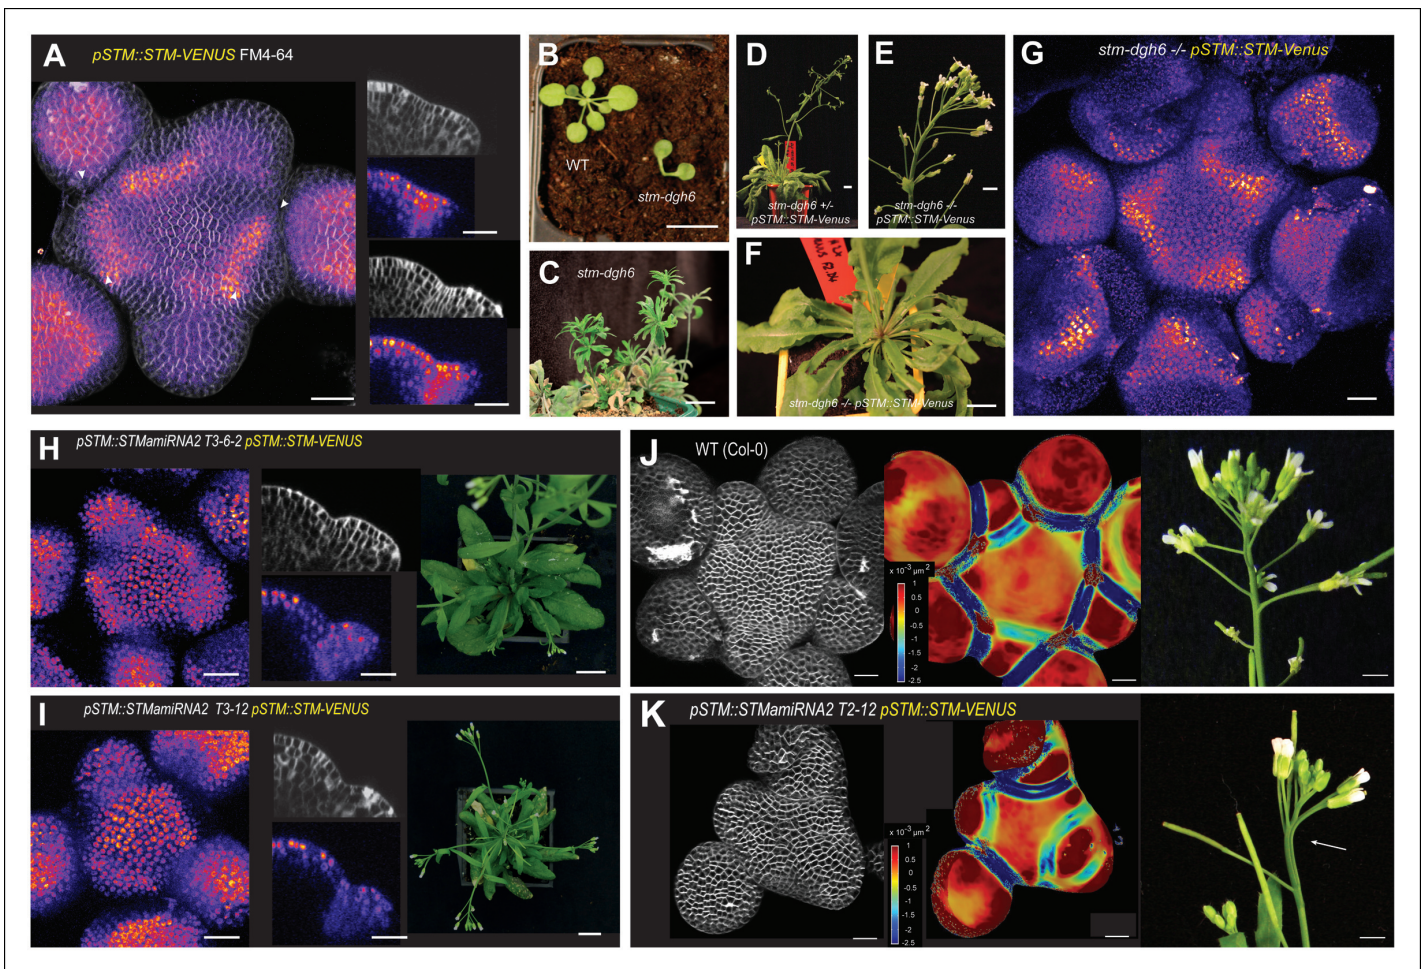 A
pSTM::STM-VENUS FM4-64
B
WT
stm-dgh6
C
stm-dgh6
D
stm-dgh6 +/-
pSTM::STM-Venus
E
stm-dgh6 -/-
pSTM::STM-Venus
F
stm-dgh6 -/- pSTM::STM-Venus
G
stm-dgh6 -/- pSTM::STM-Venus
H
pSTM::STMamiRNA2 T3-6-2 pSTM::STM-VENUS
I
pSTM::STMamiRNA2 T3-12 pSTM::STM-VENUS
J
WT (Col-0)
x 10⁻³ µm²
1
0.5
0
-0.5
-1
-1.5
-2
-2.5
K
pSTM::STMamiRNA2 T2-12 pSTM::STM-VENUS
x 10⁻³ µm²
1
0.5
0
-0.5
-1
-1.5
-2
-2.5